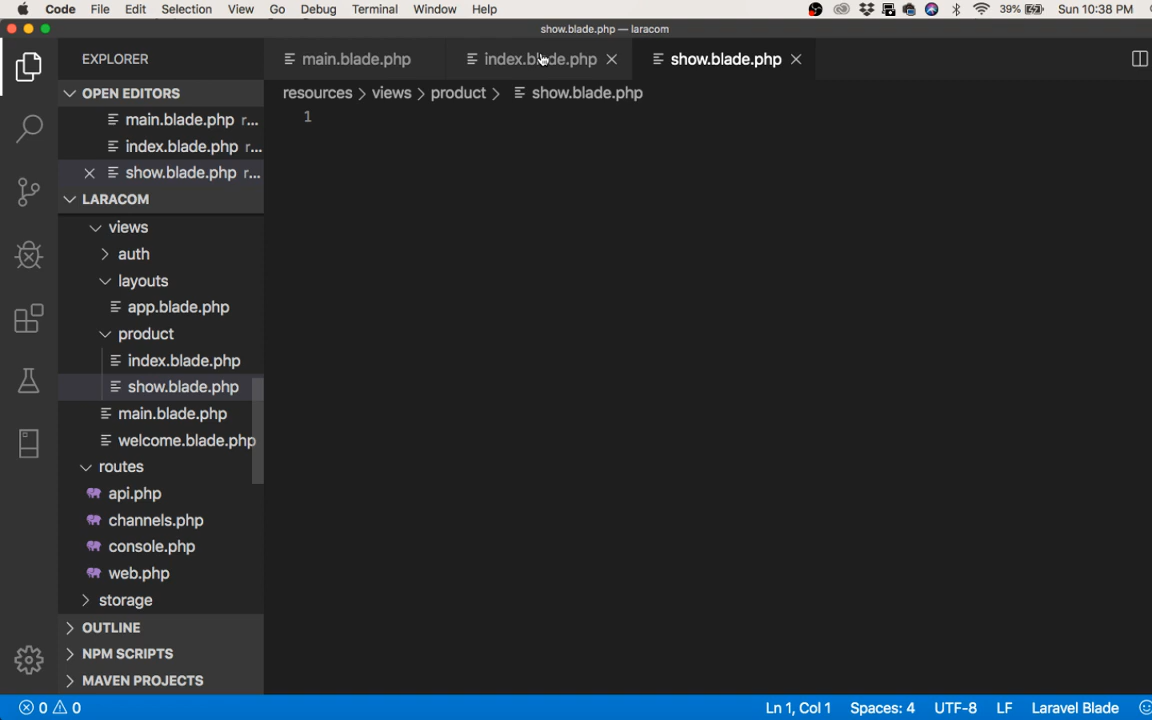 Code File Edit Selection View Go Debug Terminal Window Help 39% Sun 10:38 PM
show.blade.php — laracom
EXPLORER
main.blade.php index.blade.php show.blade.php
OPEN EDITORS
resources > views > product > show.blade.php
main.blade.php r...
1
index.blade.php r...
show.blade.php r...
LARACOM
views
auth
layouts
app.blade.php
product
index.blade.php
show.blade.php
main.blade.php
welcome.blade.php
routes
api.php
channels.php
console.php
web.php
storage
OUTLINE
NPM SCRIPTS
MAVEN PROJECTS
0 0 Ln 1, Col 1 Spaces: 4 UTF-8 LF Laravel Blade